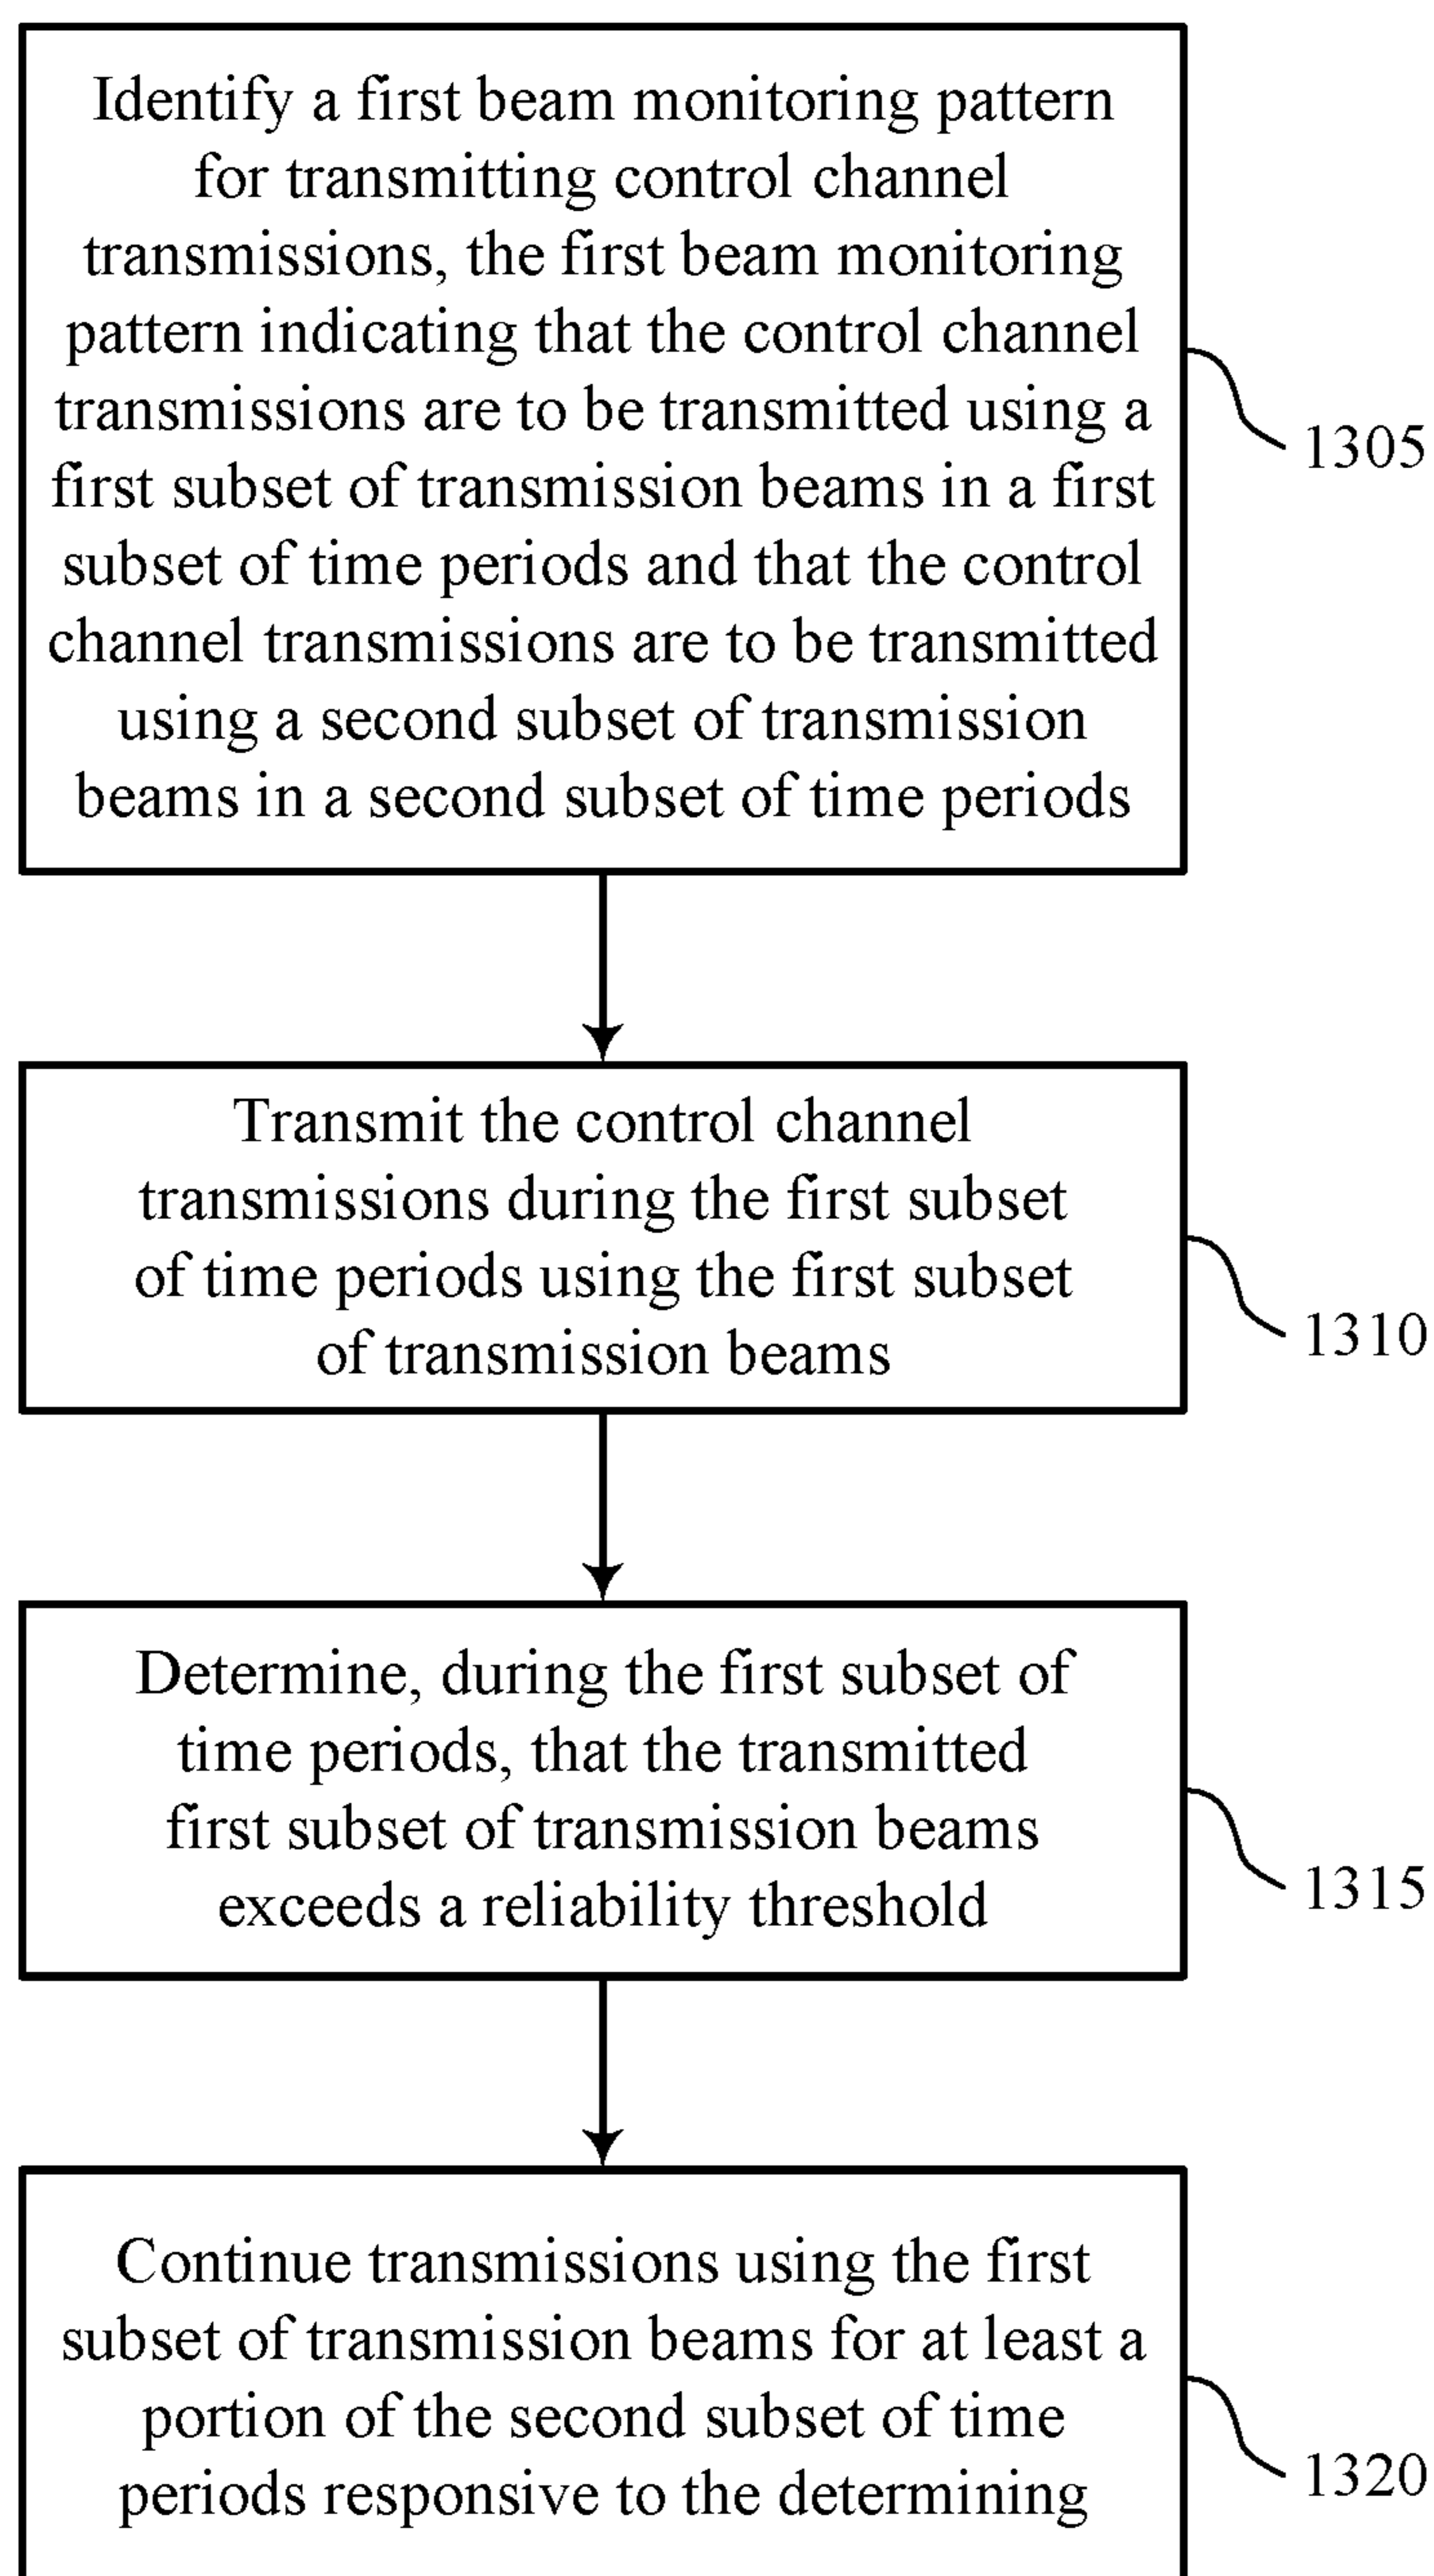 Identify a first beam monitoring pattern
for transmitting control channel
transmissions, the first beam monitoring
pattern indicating that the control channel
transmissions are to be transmitted using a
first subset of transmission beams in a first
subset of time periods and that the control
channel transmissions are to be transmitted
using a second subset of transmission
beams in a second subset of time periods
1305
Transmit the control channel
transmissions during the first subset
of time periods using the first subset
of transmission beams
1310
Determine, during the first subset of
time periods, that the transmitted
first subset of transmission beams
exceeds a reliability threshold
1315
Continue transmissions using the first
subset of transmission beams for at least a
portion of the second subset of time
periods responsive to the determining
1320